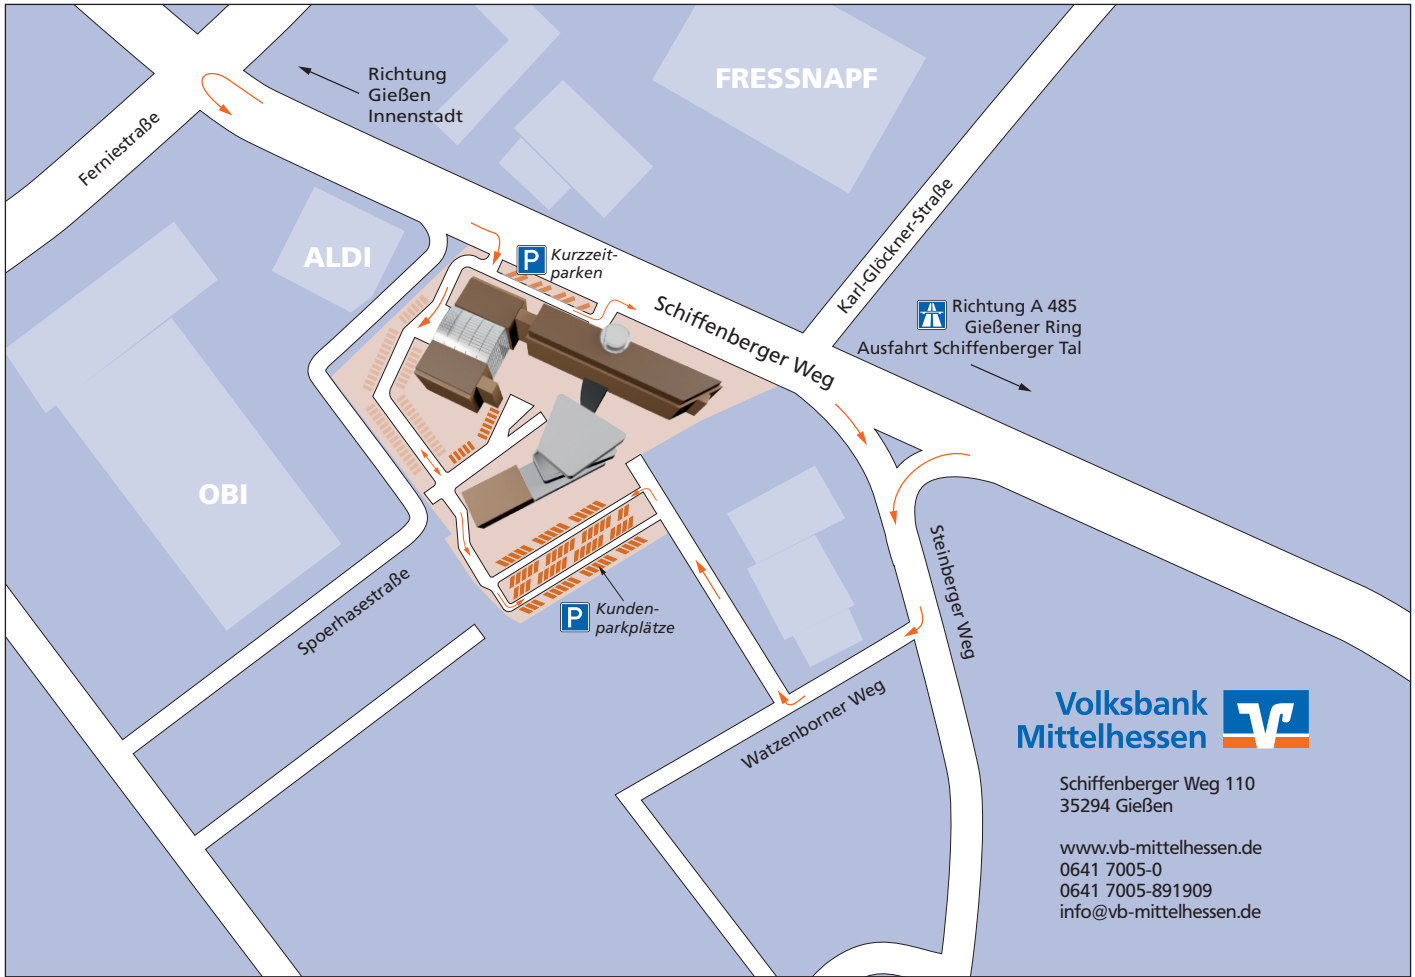 Richtung
Gießen
Innenstadt
FRESSNAPF
Ferniestraße
ALDI
P
Kurzzeit-
parken
Karl-Glöckner-Straße
Schiffenberger Weg
Richtung A 485
Gießener Ring
Ausfahrt Schiffenberger Tal
OBI
Steinberger Weg
Spoerhasestraße
P
Kunden-
parkplätze
Watzenborner Weg
Volksbank
Mittelhessen
Schiffenberger Weg 110
35294 Gießen
www.vb-mittelhessen.de
0641 7005-0
0641 7005-891909
info@vb-mittelhessen.de